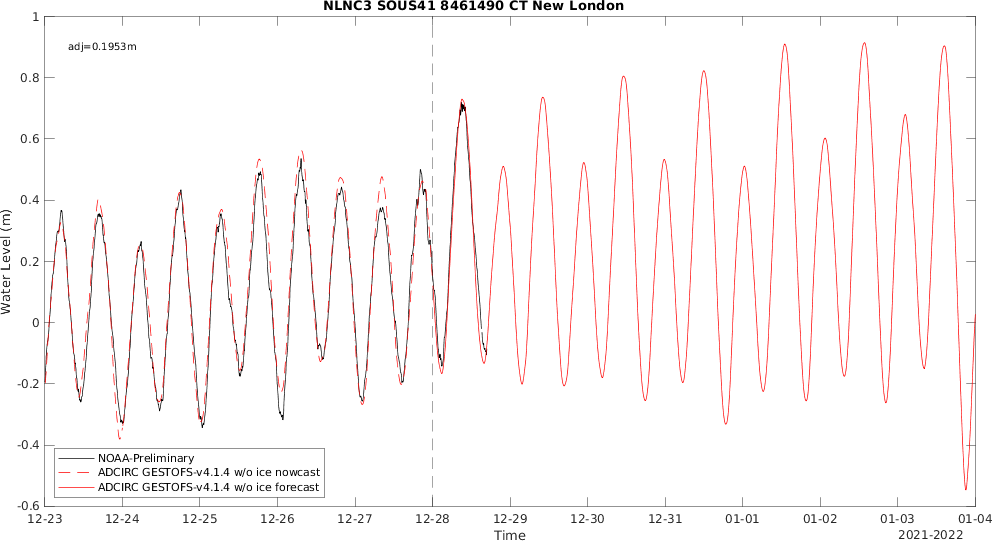 NLNC3 SOUS41 8461490 CT New London
adj=0.1953m
1
0.8
0.6
0.4
0.2
0
-0.2
-0.4
-0.6
Water Level (m)
NOAA-Preliminary
ADCIRC GESTOFS-v4.1.4 w/o ice nowcast
ADCIRC GESTOFS-v4.1.4 w/o ice forecast
12-23 12-24 12-25 12-26 12-27 12-28 12-29 12-30 12-31 01-01 01-02 01-03 01-04
Time
2021-2022